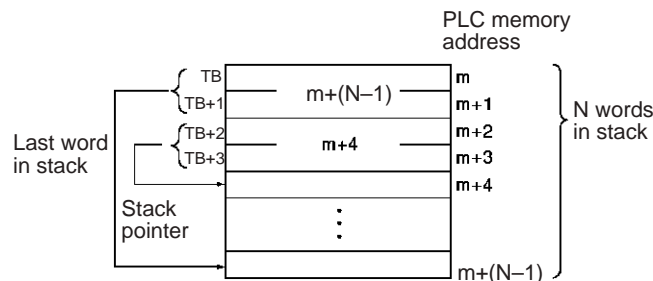 PLC memory
address
TB
m
m+(N–1)
TB+1
m+1
N words
in stack
Last word
in stack
TB+2
m+2
m+4
TB+3
m+3
m+4
Stack
pointer
m+(N–1)